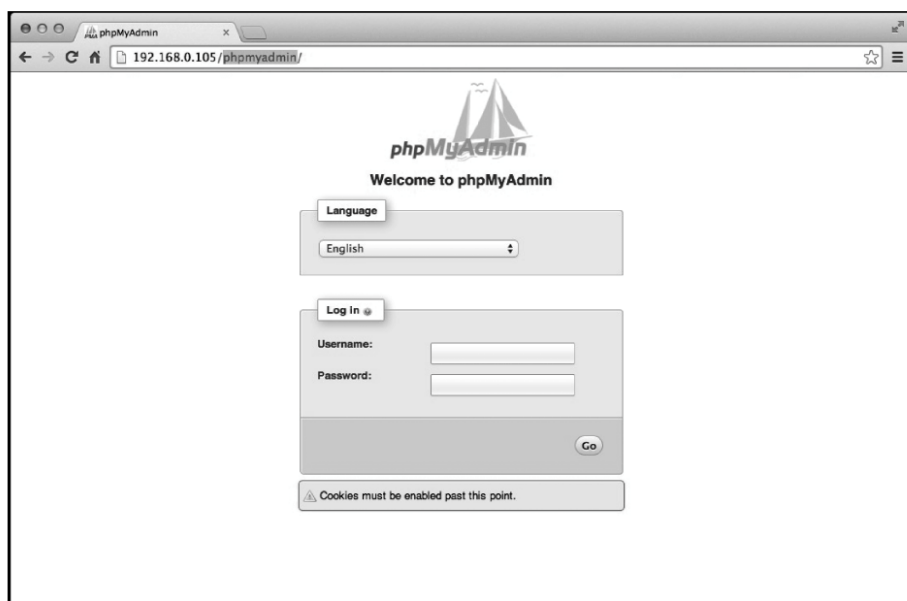 phpMyAdmin
192.168.0.105/phpmyadmin/
phpMyAdmin
Welcome to phpMyAdmin
Language
English
Log in
Username:
Password:
Go
Cookies must be enabled past this point.